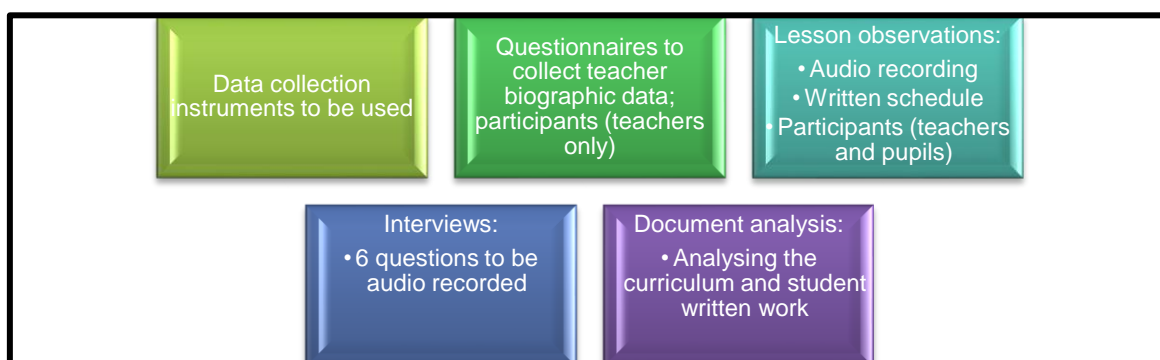 Data collection
instruments to be used
Questionnaires to
collect teacher
biographic data;
participants (teachers
only)
Lesson observations:
• Audio recording
• Written schedule
• Participants (teachers
and pupils)
Interviews:
• 6 questions to be
audio recorded
Document analysis:
• Analysing the
curriculum and student
written work